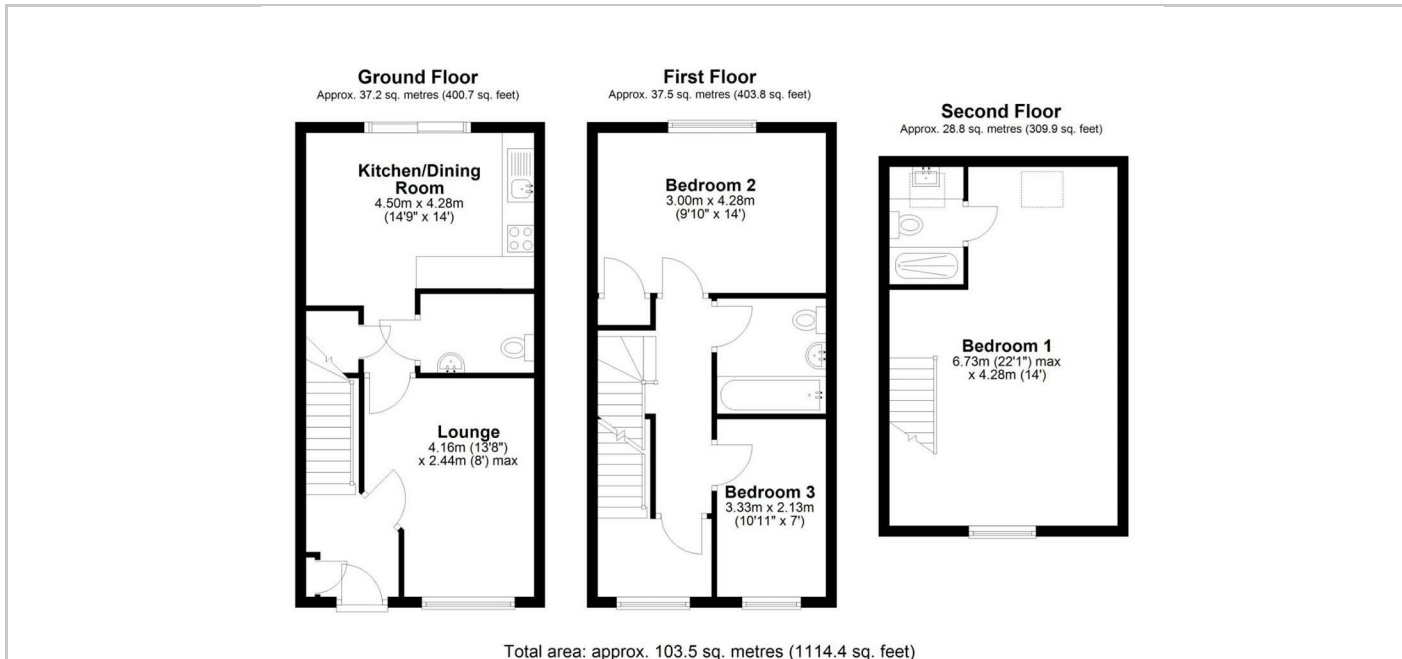 Ground Floor
Approx. 37.2 sq. metres (400.7 sq. feet)
Kitchen/Dining
Room
4.50m x 4.28m
(14'9" x 14')
Lounge
4.16m (13'8")
x 2.44m (8') max
First Floor
Approx. 37.5 sq. metres (403.8 sq. feet)
Bedroom 2
3.00m x 4.28m
(9'10" x 14')
Bedroom 3
3.33m x 2.13m
(10'11" x 7')
Second Floor
Approx. 28.8 sq. metres (309.9 sq. feet)
Bedroom 1
6.73m (22'1") max
x 4.28m (14')
Total area: approx. 103.5 sq. metres (1114.4 sq. feet)